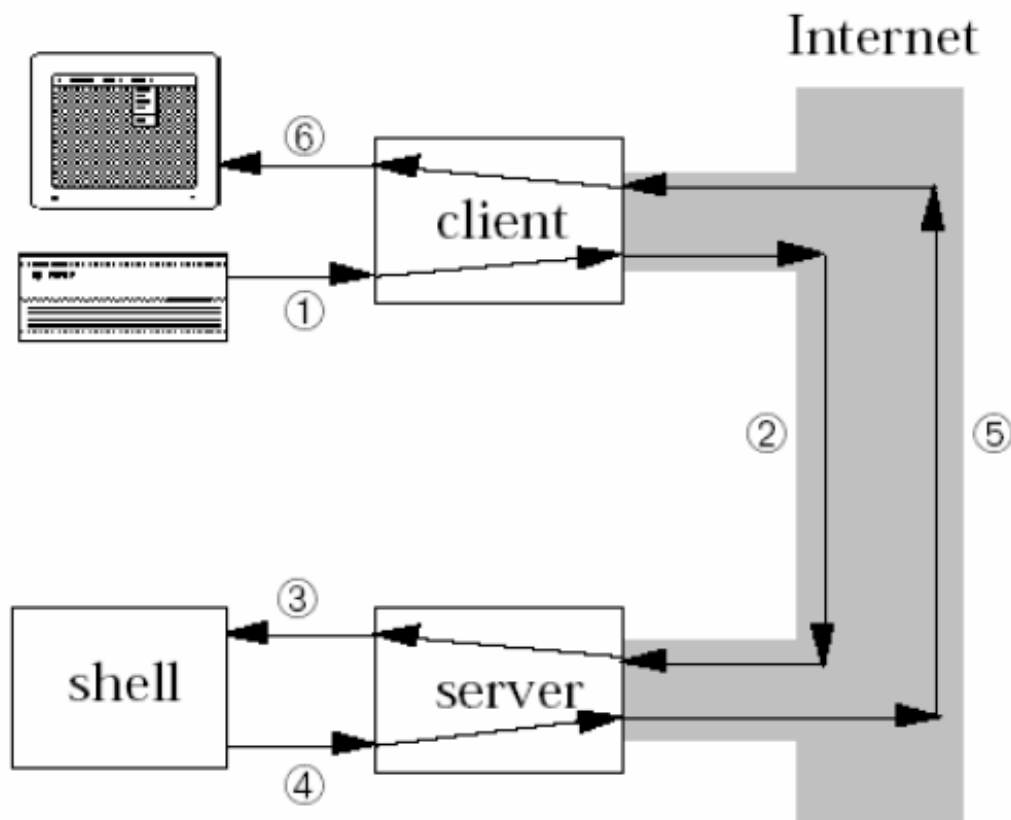 Internet
⑥
client
①
②
⑤
③
shell
server
④